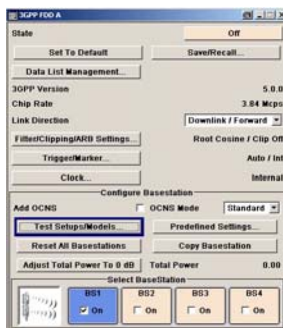 3GPP FDD A
State Off
Set To Default Save/Recall...
Data List Management...
3GPP Version 5.0.0
Chip Rate 3.84 Mcps
Link Direction Downlink / Forward
Filter/Clipping/ARB Settings... Root Cosine / Clip Off
Trigger/Marker... Auto / Int
Clock... Internal
Configure Basestation
Add OCNS OCNS Mode Standard
Test Setups/Models... Predefined Settings...
Reset All Basestations Copy Basestation
Adjust Total Power To 0 dB Total Power 0.00
Select BaseStation
BS1 BS2 BS3 BS4
On On On On